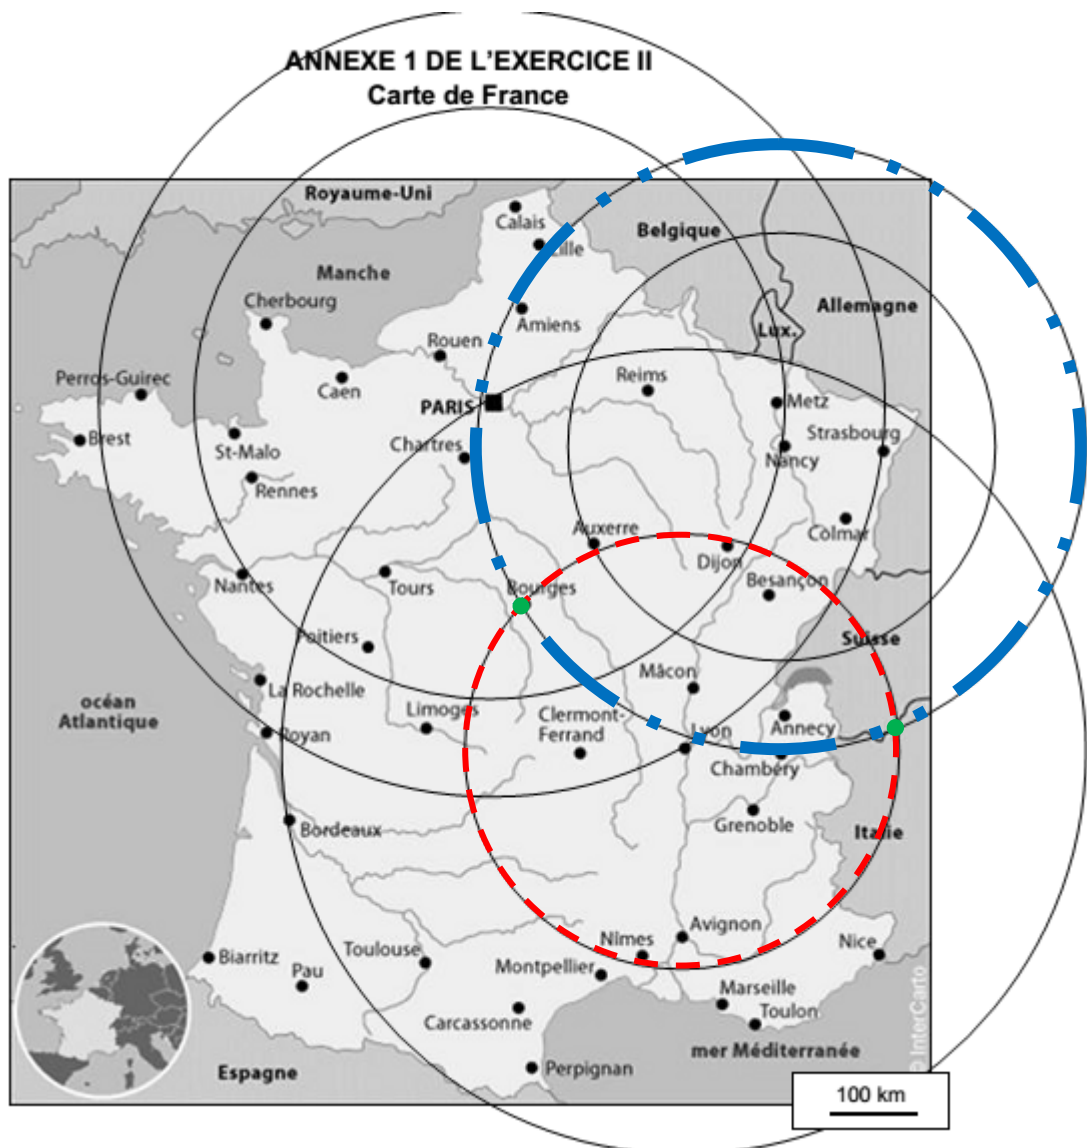 ANNEXE 1 DE L'EXERCICE II
Carte de France
Royaume-Uni
Calais
Belgique
Lille
Manche
Cherbourg
Allemagne
Amiens
Lux.
Rouen
Perros-Guirec
Reims
Caen
Metz
PARIS
Brest
Strasbourg
St-Malo
Chartres
Nancy
Rennes
Auxerre
Colmar
Dijon
Nantes
Tours
Bourges
Besançon
Poitiers
Suisse
Mâcon
La Rochelle
océan
Atlantique
Limoges
Clermont-
Ferrand
Annecy
Royan
Lyon
Chambéry
Grenoble
Bordeaux
Italie
Avignon
Nîmes
Nice
Biarritz
Toulouse
Montpellier
Pau
Marseille
Toulon
Carcassonne
mer Méditerranée
© InterCarto
Espagne
Perpignan
100 km